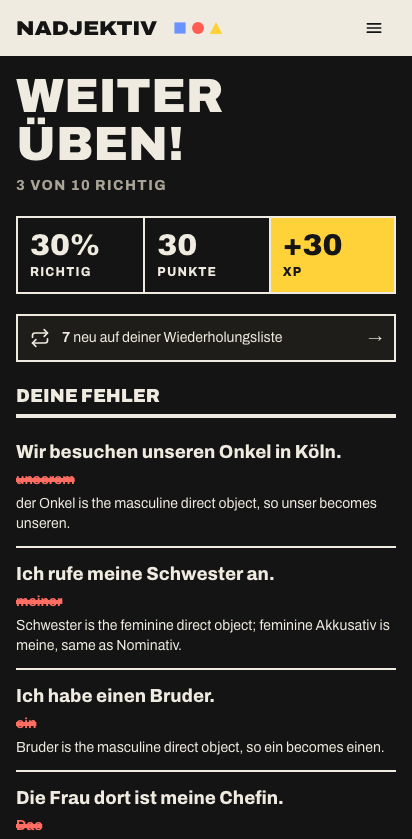 NADJEKTIV
WEITER
ÜBEN!
3 VON 10 RICHTIG
30%
RICHTIG
30
PUNKTE
+30
XP
7 neu auf deiner Wiederholungsliste →
DEINE FEHLER
Wir besuchen unseren Onkel in Köln.
unserem
der Onkel is the masculine direct object, so unser becomes
unseren.
Ich rufe meine Schwester an.
meiner
Schwester is the feminine direct object; feminine Akkusativ is
meine, same as Nominativ.
Ich habe einen Bruder.
ein
Bruder is the masculine direct object, so ein becomes einen.
Die Frau dort ist meine Chefin.
Das